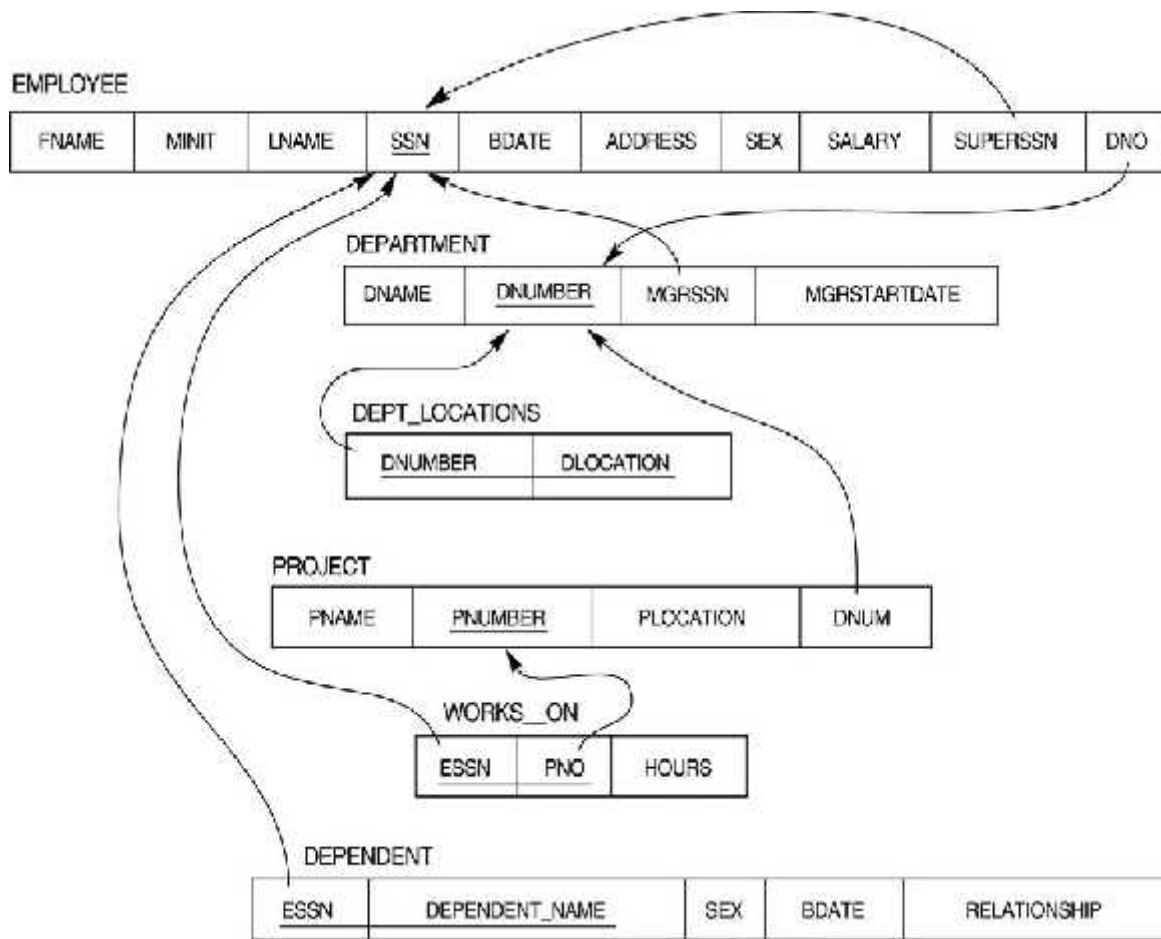 EMPLOYEE
FNAME MINIT LNAME SSN BDATE ADDRESS SEX SALARY SUPERSSN DNO
DEPARTMENT
DNAME DNUMBER MGRSSN MGRSTARTDATE
DEPT_LOCATIONS
DNUMBER DLOCATION
PROJECT
PNAME PNUMBER PLOCATION DNUM
WORKS_ON
ESSN PNO HOURS
DEPENDENT
ESSN DEPENDENT_NAME SEX BDATE RELATIONSHIP